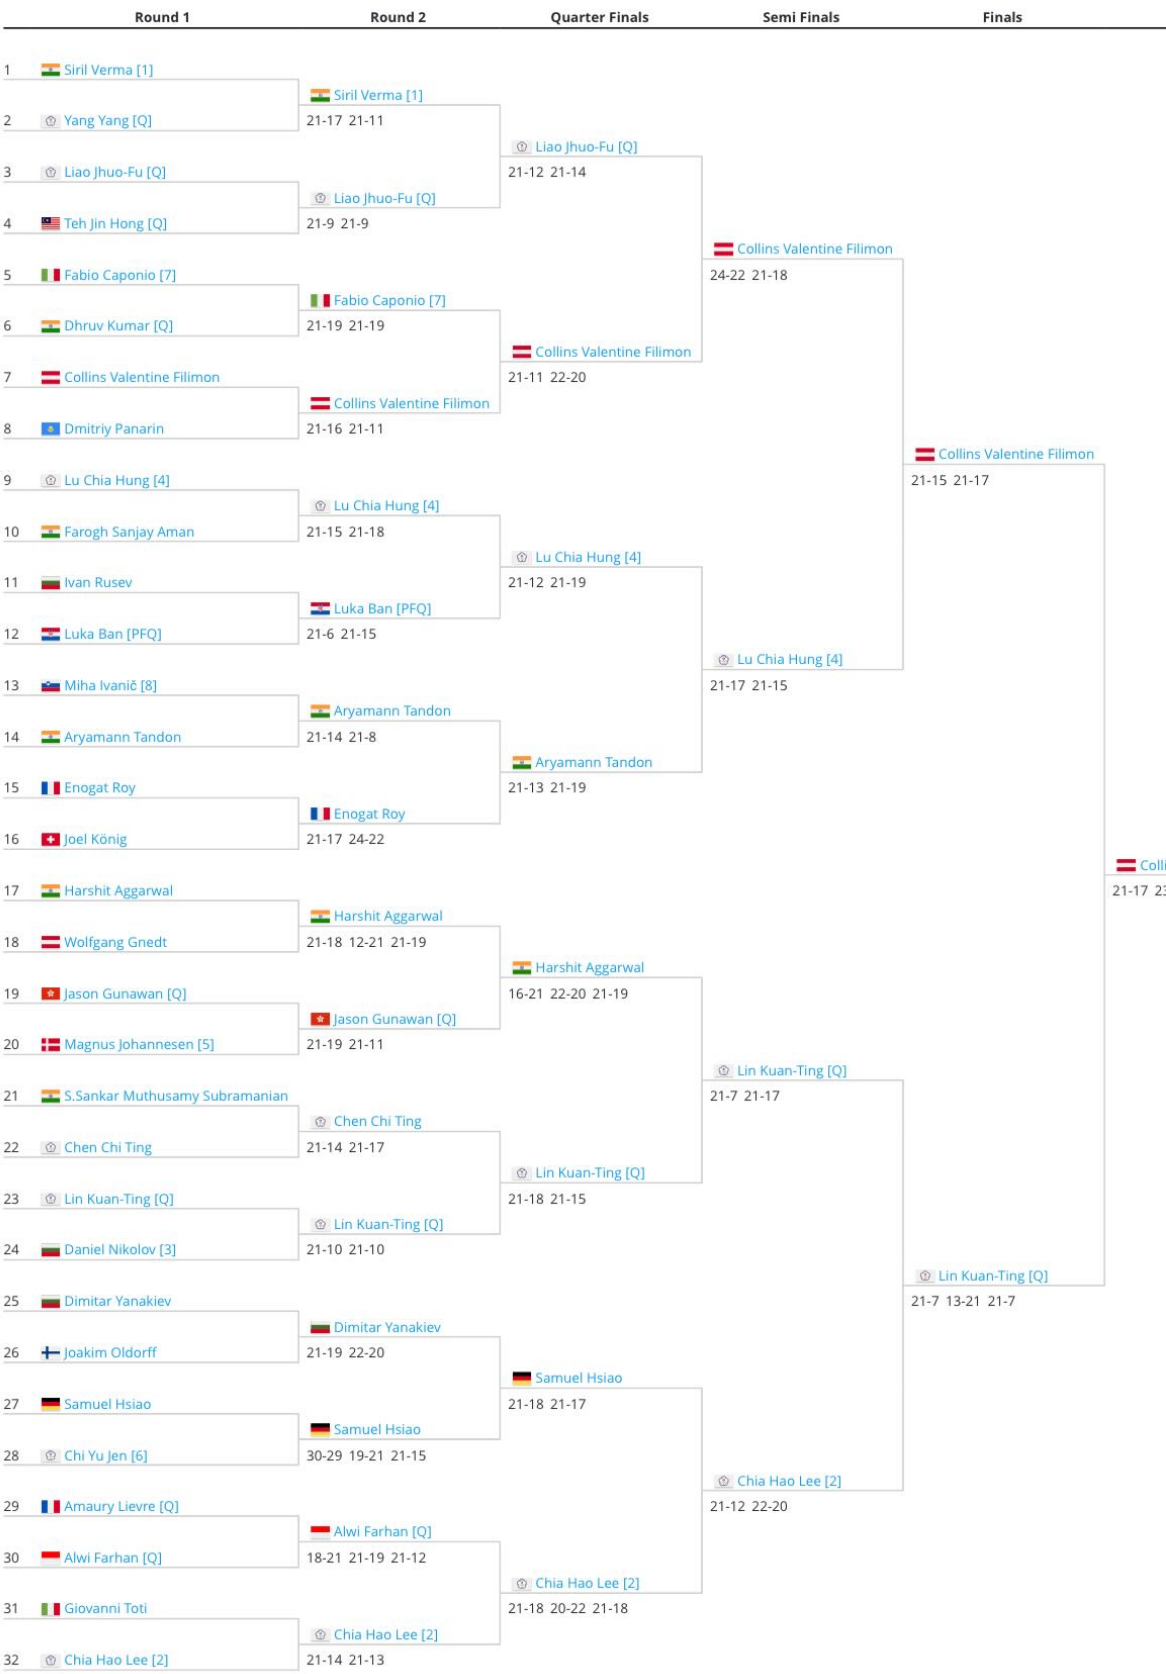 Round 1 Round 2 Quarter Finals Semi Finals Finals
1 Siril Verma [1]
Siril Verma [1]
2 Yang Yang [Q] 21-17 21-11
Liao Jhuo-Fu [Q]
3 Liao Jhuo-Fu [Q] 21-12 21-14
Liao Jhuo-Fu [Q]
4 Teh Jin Hong [Q] 21-9 21-9
Collins Valentine Filimon
5 Fabio Caponio [7] 24-22 21-18
Fabio Caponio [7]
6 Dhruv Kumar [Q] 21-19 21-19
Collins Valentine Filimon
7 Collins Valentine Filimon 21-11 22-20
Collins Valentine Filimon
8 Dmitriy Panarin 21-16 21-11
Collins Valentine Filimon
9 Lu Chia Hung [4] 21-15 21-17
Lu Chia Hung [4]
10 Farogh Sanjay Aman 21-15 21-18
Lu Chia Hung [4]
11 Ivan Rusev 21-12 21-19
Luka Ban [PFQ]
12 Luka Ban [PFQ] 21-6 21-15
Lu Chia Hung [4]
13 Miha Ivanič [8] 21-17 21-15
Aryamann Tandon
14 Aryamann Tandon 21-14 21-8
Aryamann Tandon
15 Enogat Roy 21-13 21-19
Enogat Roy
16 Joel König 21-17 24-22
Colli
17 Harshit Aggarwal 21-17 23
Harshit Aggarwal
18 Wolfgang Gnedt 21-18 12-21 21-19
Harshit Aggarwal
19 Jason Gunawan [Q] 16-21 22-20 21-19
Jason Gunawan [Q]
20 Magnus Johannesen [5] 21-19 21-11
Lin Kuan-Ting [Q]
21 S.Sankar Muthusamy Subramanian 21-7 21-17
Chen Chi Ting
22 Chen Chi Ting 21-14 21-17
Lin Kuan-Ting [Q]
23 Lin Kuan-Ting [Q] 21-18 21-15
Lin Kuan-Ting [Q]
24 Daniel Nikolov [3] 21-10 21-10
Lin Kuan-Ting [Q]
25 Dimitar Yanakiev 21-7 13-21 21-7
Dimitar Yanakiev
26 Joakim Oldorff 21-19 22-20
Samuel Hsiao
27 Samuel Hsiao 21-18 21-17
Samuel Hsiao
28 Chi Yu Jen [6] 30-29 19-21 21-15
Chia Hao Lee [2]
29 Amaury Lievre [Q] 21-12 22-20
Alwi Farhan [Q]
30 Alwi Farhan [Q] 18-21 21-19 21-12
Chia Hao Lee [2]
31 Giovanni Toti 21-18 20-22 21-18
Chia Hao Lee [2]
32 Chia Hao Lee [2] 21-14 21-13